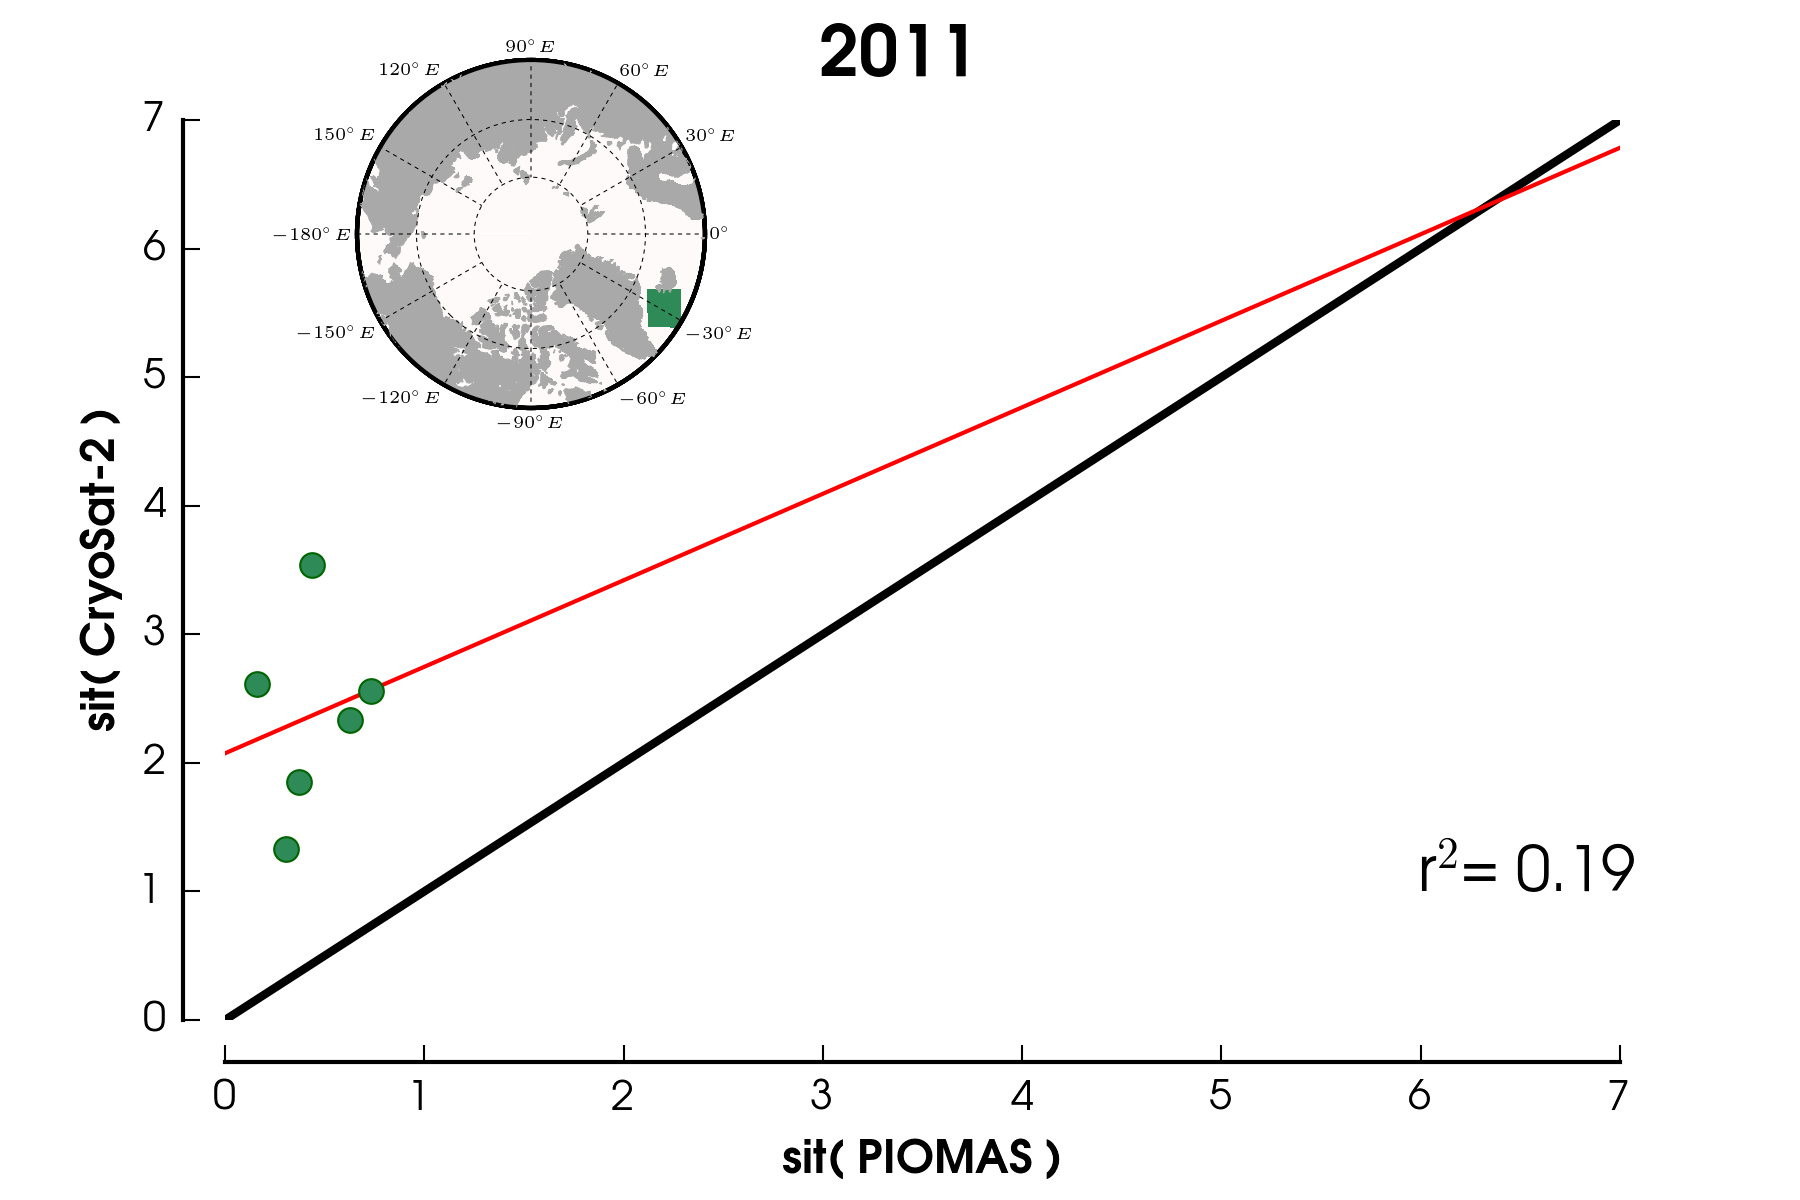 2011
90° E
120° E
60° E
150° E
30° E
−180° E
0°
−150° E
−30° E
−120° E
−60° E
−90° E
7
6
5
4
3
2
1
0
sit( CryoSat-2 )
r²= 0.19
0 1 2 3 4 5 6 7
sit( PIOMAS )